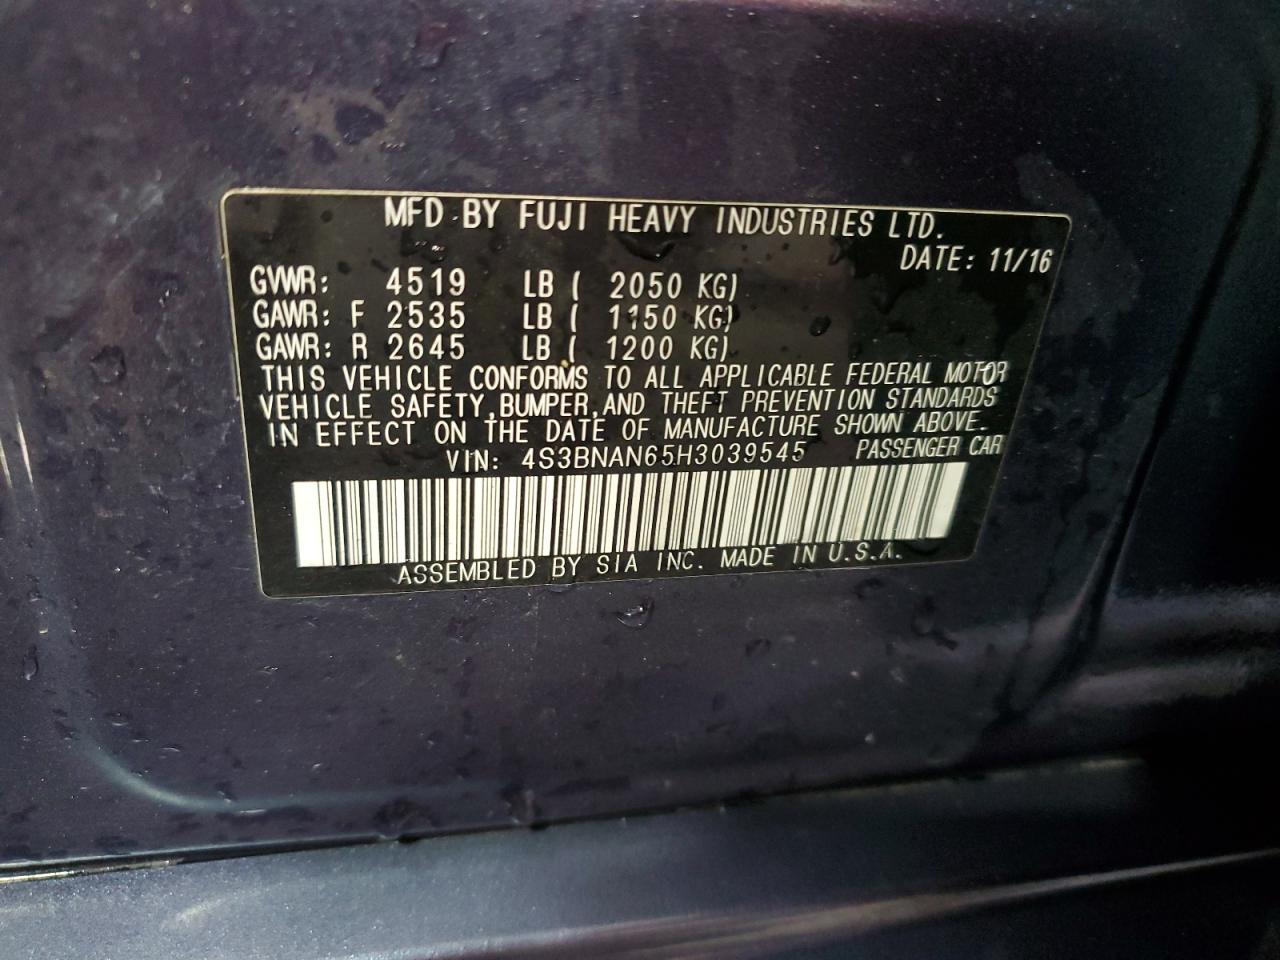 MFD BY FUJI HEAVY INDUSTRIES LTD.
DATE: 11/16
GVWR: 4519 LB ( 2050 KG)
GAWR: F 2535 LB ( 1150 KG)
GAWR: R 2645 LB ( 1200 KG)
THIS VEHICLE CONFORMS TO ALL APPLICABLE FEDERAL MOTOR
VEHICLE SAFETY, BUMPER, AND THEFT PREVENTION STANDARDS
IN EFFECT ON THE DATE OF MANUFACTURE SHOWN ABOVE.
VIN: 4S3BNAN65H3039545 PASSENGER CAR
ASSEMBLED BY SIA INC. MADE IN U.S.A.